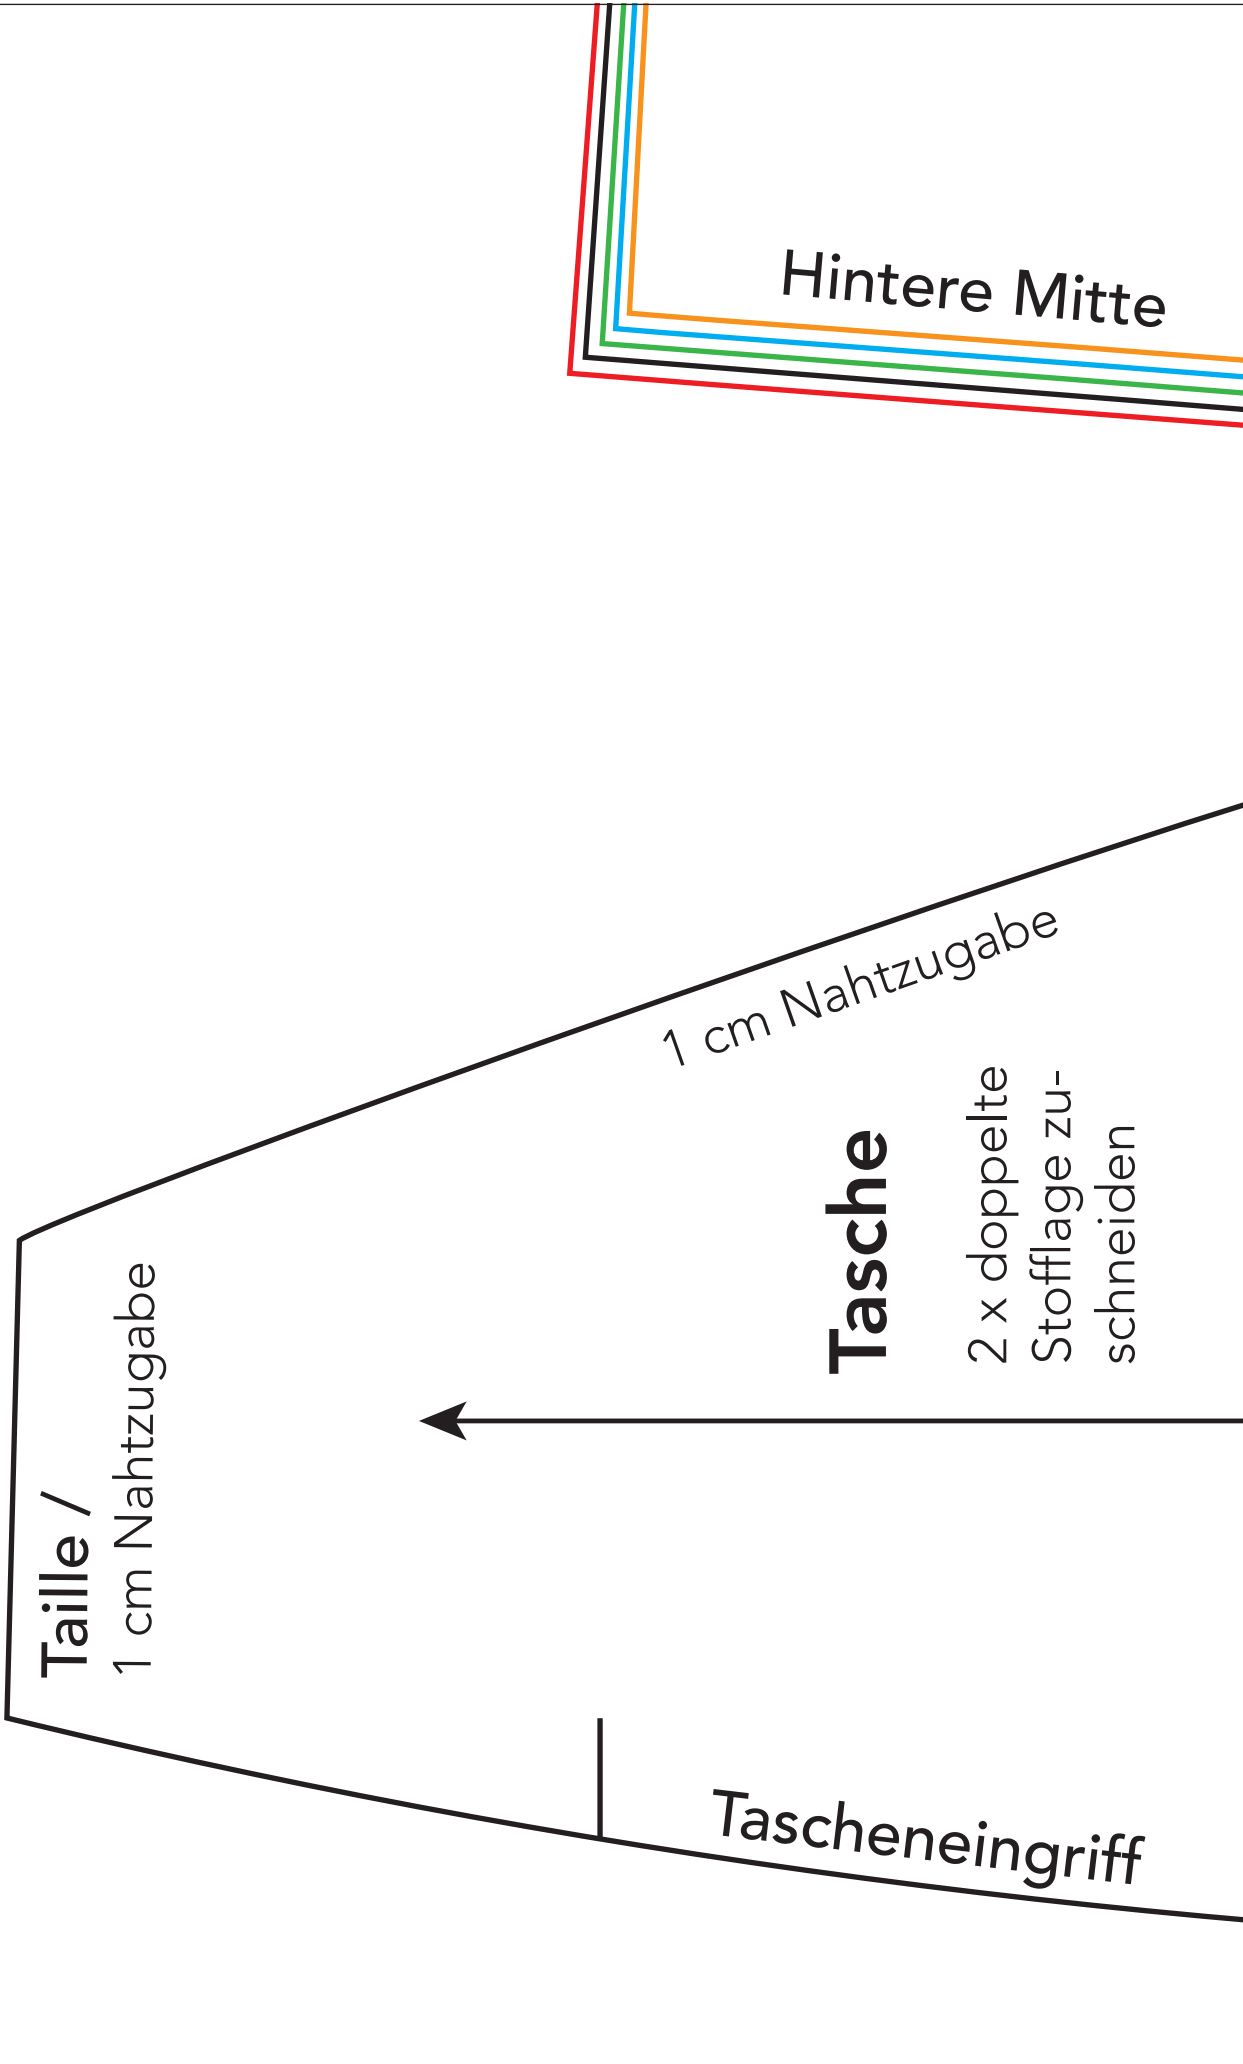 Hintere Mitte
1 cm Nahtzugabe
Tasche
2 x doppelte
Stofflage zu-
schneiden
Taille /
1 cm Nahtzugabe
Tascheneingriff